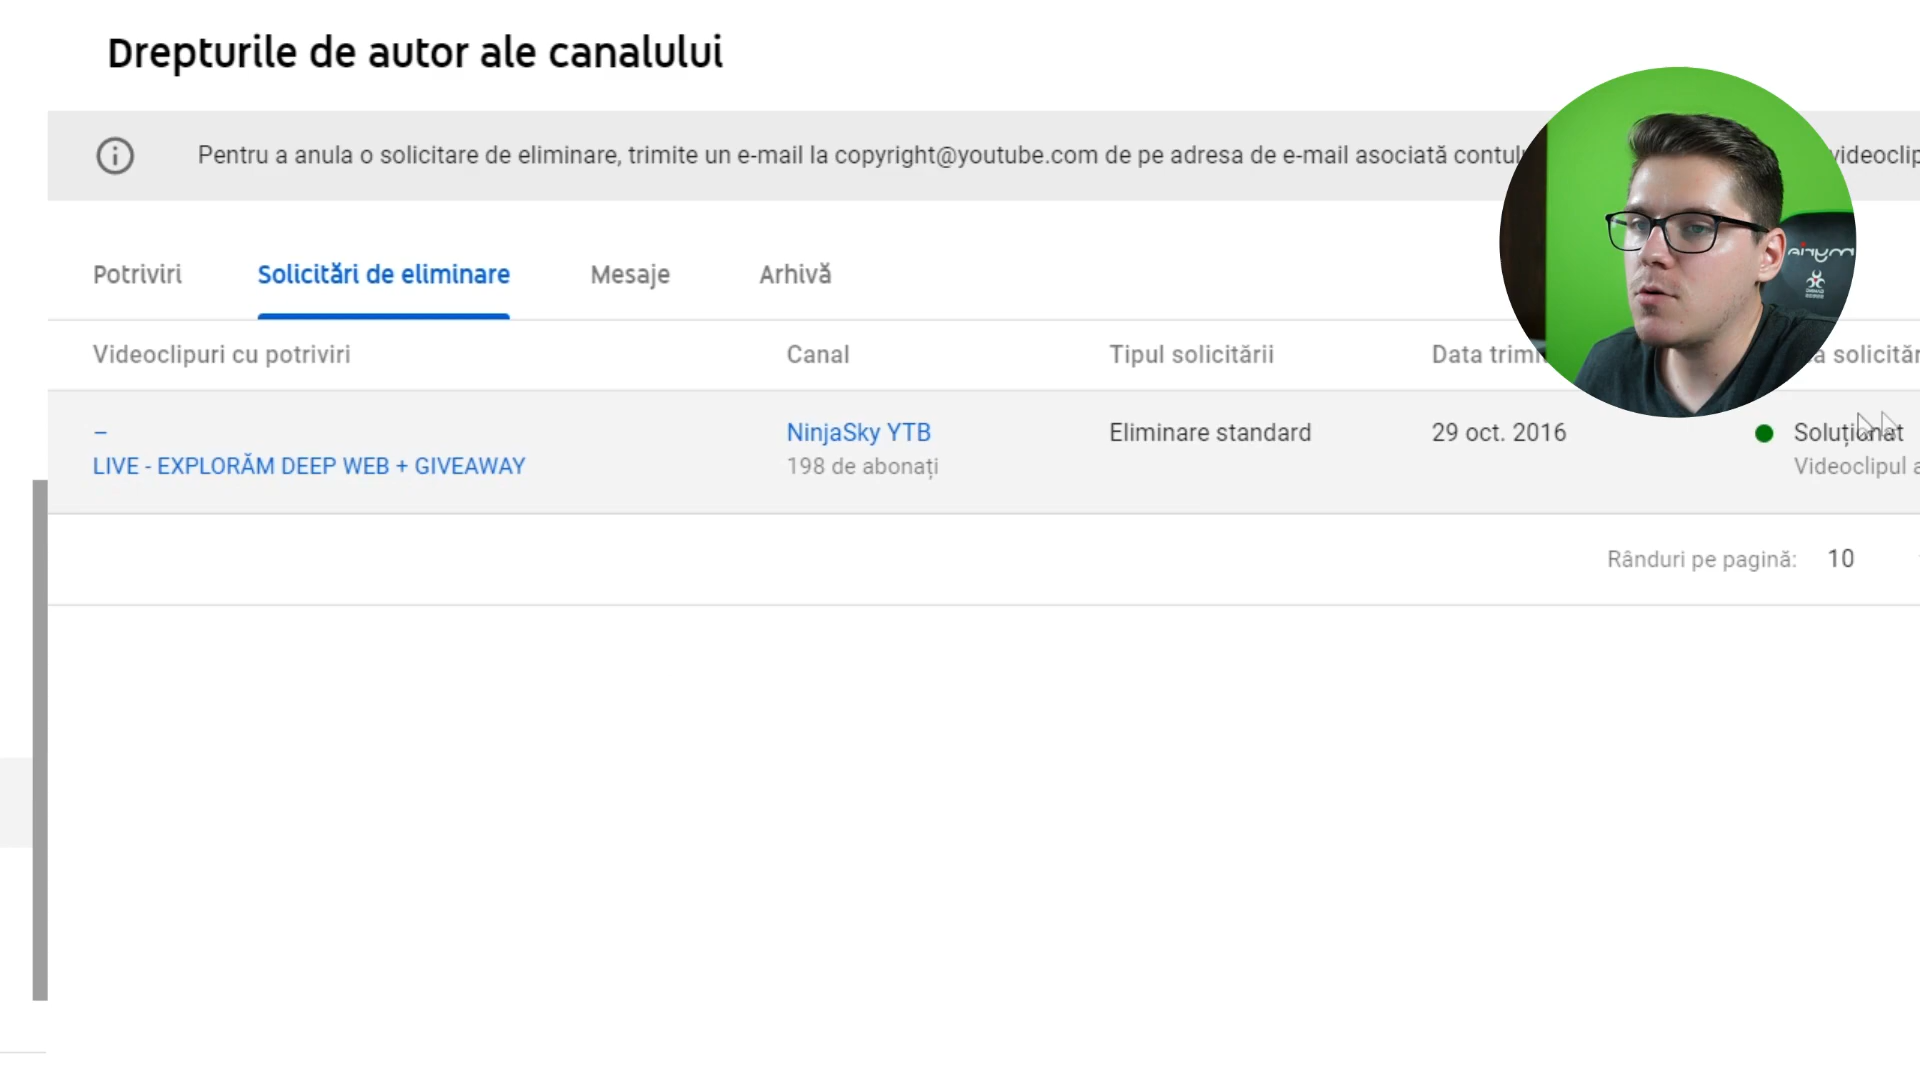 Drepturile de autor ale canalului
Pentru a anula o solicitare de eliminare, trimite un e-mail la copyright@youtube.com de pe adresa de e-mail asociată
Potriviri Solicitări de eliminare Mesaje Arhivă
Videoclipuri cu potriviri Canal Tipul solicitării Data
– NinjaSky YTB Eliminare standard 29 oct. 2016 Soluționat
LIVE - EXPLORĂM DEEP WEB + GIVEAWAY 198 de abonați Videoclipul
Rânduri pe pagină: 10